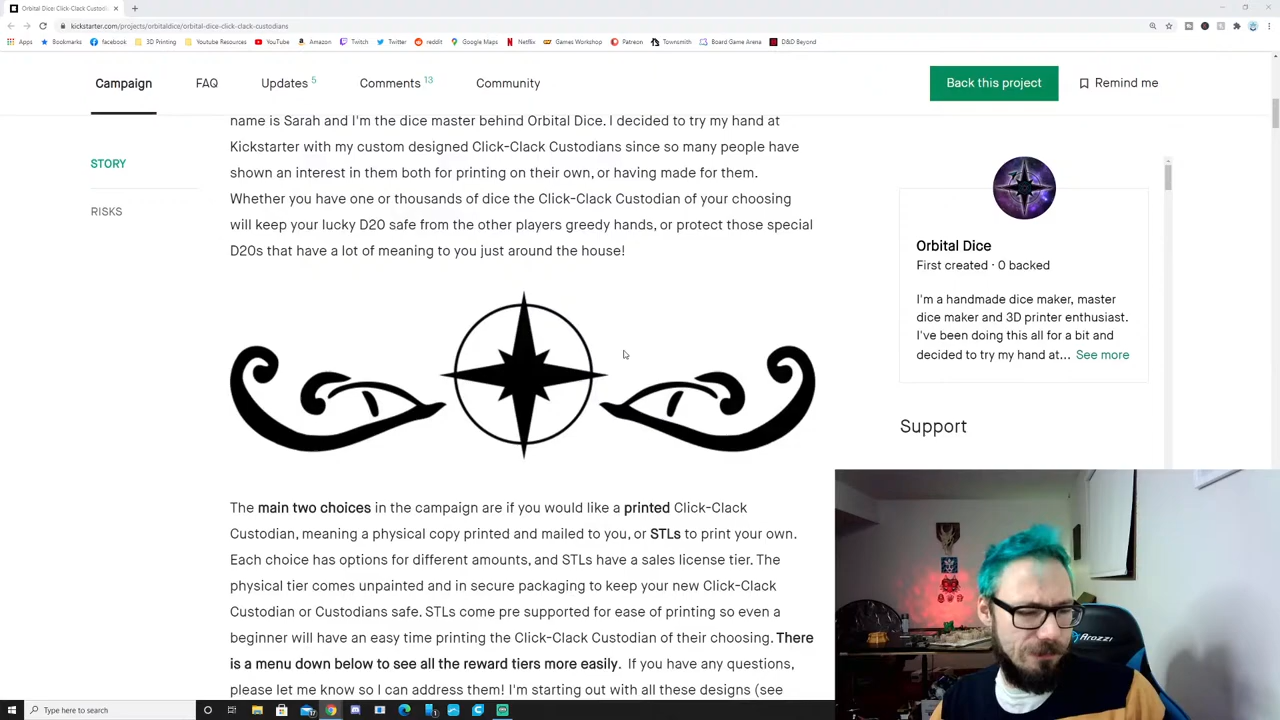 Orbital Dice: Click-Clack Custodi
kickstarter.com/projects/orbitaldice/orbital-dice-click-clack-custodians
Apps Bookmarks facebook 3D Printing Youtube Resources YouTube Amazon Twitch Twitter reddit Google Maps Netflix Games Workshop Patreon Townsmith Board Game Arena D&D Beyond
Campaign FAQ Updates 5 Comments 13 Community Back this project Remind me
name is Sarah and I'm the dice master behind Orbital Dice. I decided to try my hand at
Kickstarter with my custom designed Click-Clack Custodians since so many people have
shown an interest in them both for printing on their own, or having made for them.
Whether you have one or thousands of dice the Click-Clack Custodian of your choosing
will keep your lucky D20 safe from the other players greedy hands, or protect those special
D20s that have a lot of meaning to you just around the house!
STORY
RISKS
Orbital Dice
First created · 0 backed
I'm a handmade dice maker, master
dice maker and 3D printer enthusiast.
I've been doing this all for a bit and
decided to try my hand at... See more
Support
The main two choices in the campaign are if you would like a printed Click-Clack
Custodian, meaning a physical copy printed and mailed to you, or STLs to print your own.
Each choice has options for different amounts, and STLs have a sales license tier. The
physical tier comes unpainted and in secure packaging to keep your new Click-Clack
Custodian or Custodians safe. STLs come pre supported for ease of printing so even a
beginner will have an easy time printing the Click-Clack Custodian of their choosing. There
is a menu down below to see all the reward tiers more easily. If you have any questions,
please let me know so I can address them! I'm starting out with all these designs (see
Arozzi
Type here to search